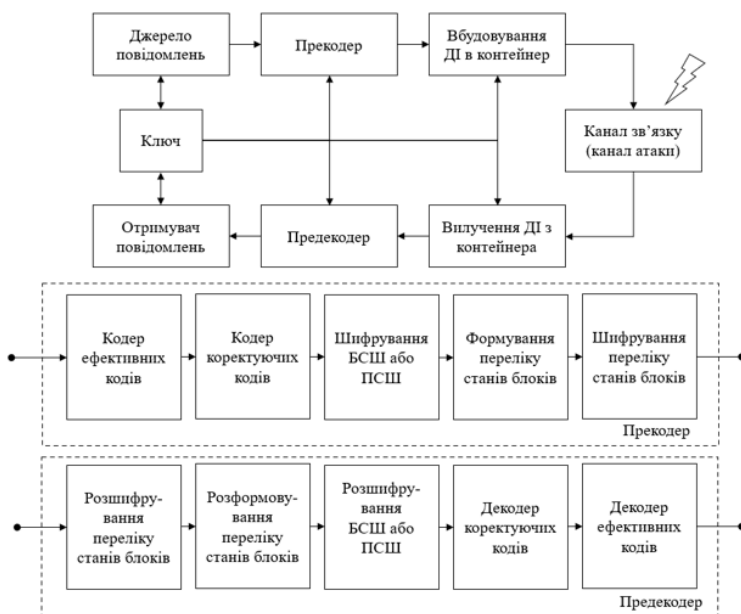 Джерело
повідомлень
Прекодер
Вбудовування
ДІ в контейнер
Ключ
Канал зв’язку
(канал атаки)
Отримувач
повідомлень
Предекодер
Вилучення ДІ з
контейнера
Кодер
ефективних
кодів
Кодер
коректуючих
кодів
Шифрування
БСШ або
ПСШ
Формування
переліку
станів блоків
Шифрування
переліку
станів блоків
Прекодер
Розшифру-
вання
переліку
станів блоків
Розформову-
вання
переліку
станів блоків
Розшифру-
вання
БСШ або
ПСШ
Декодер
коректуючих
кодів
Декодер
ефективних
кодів
Предекодер